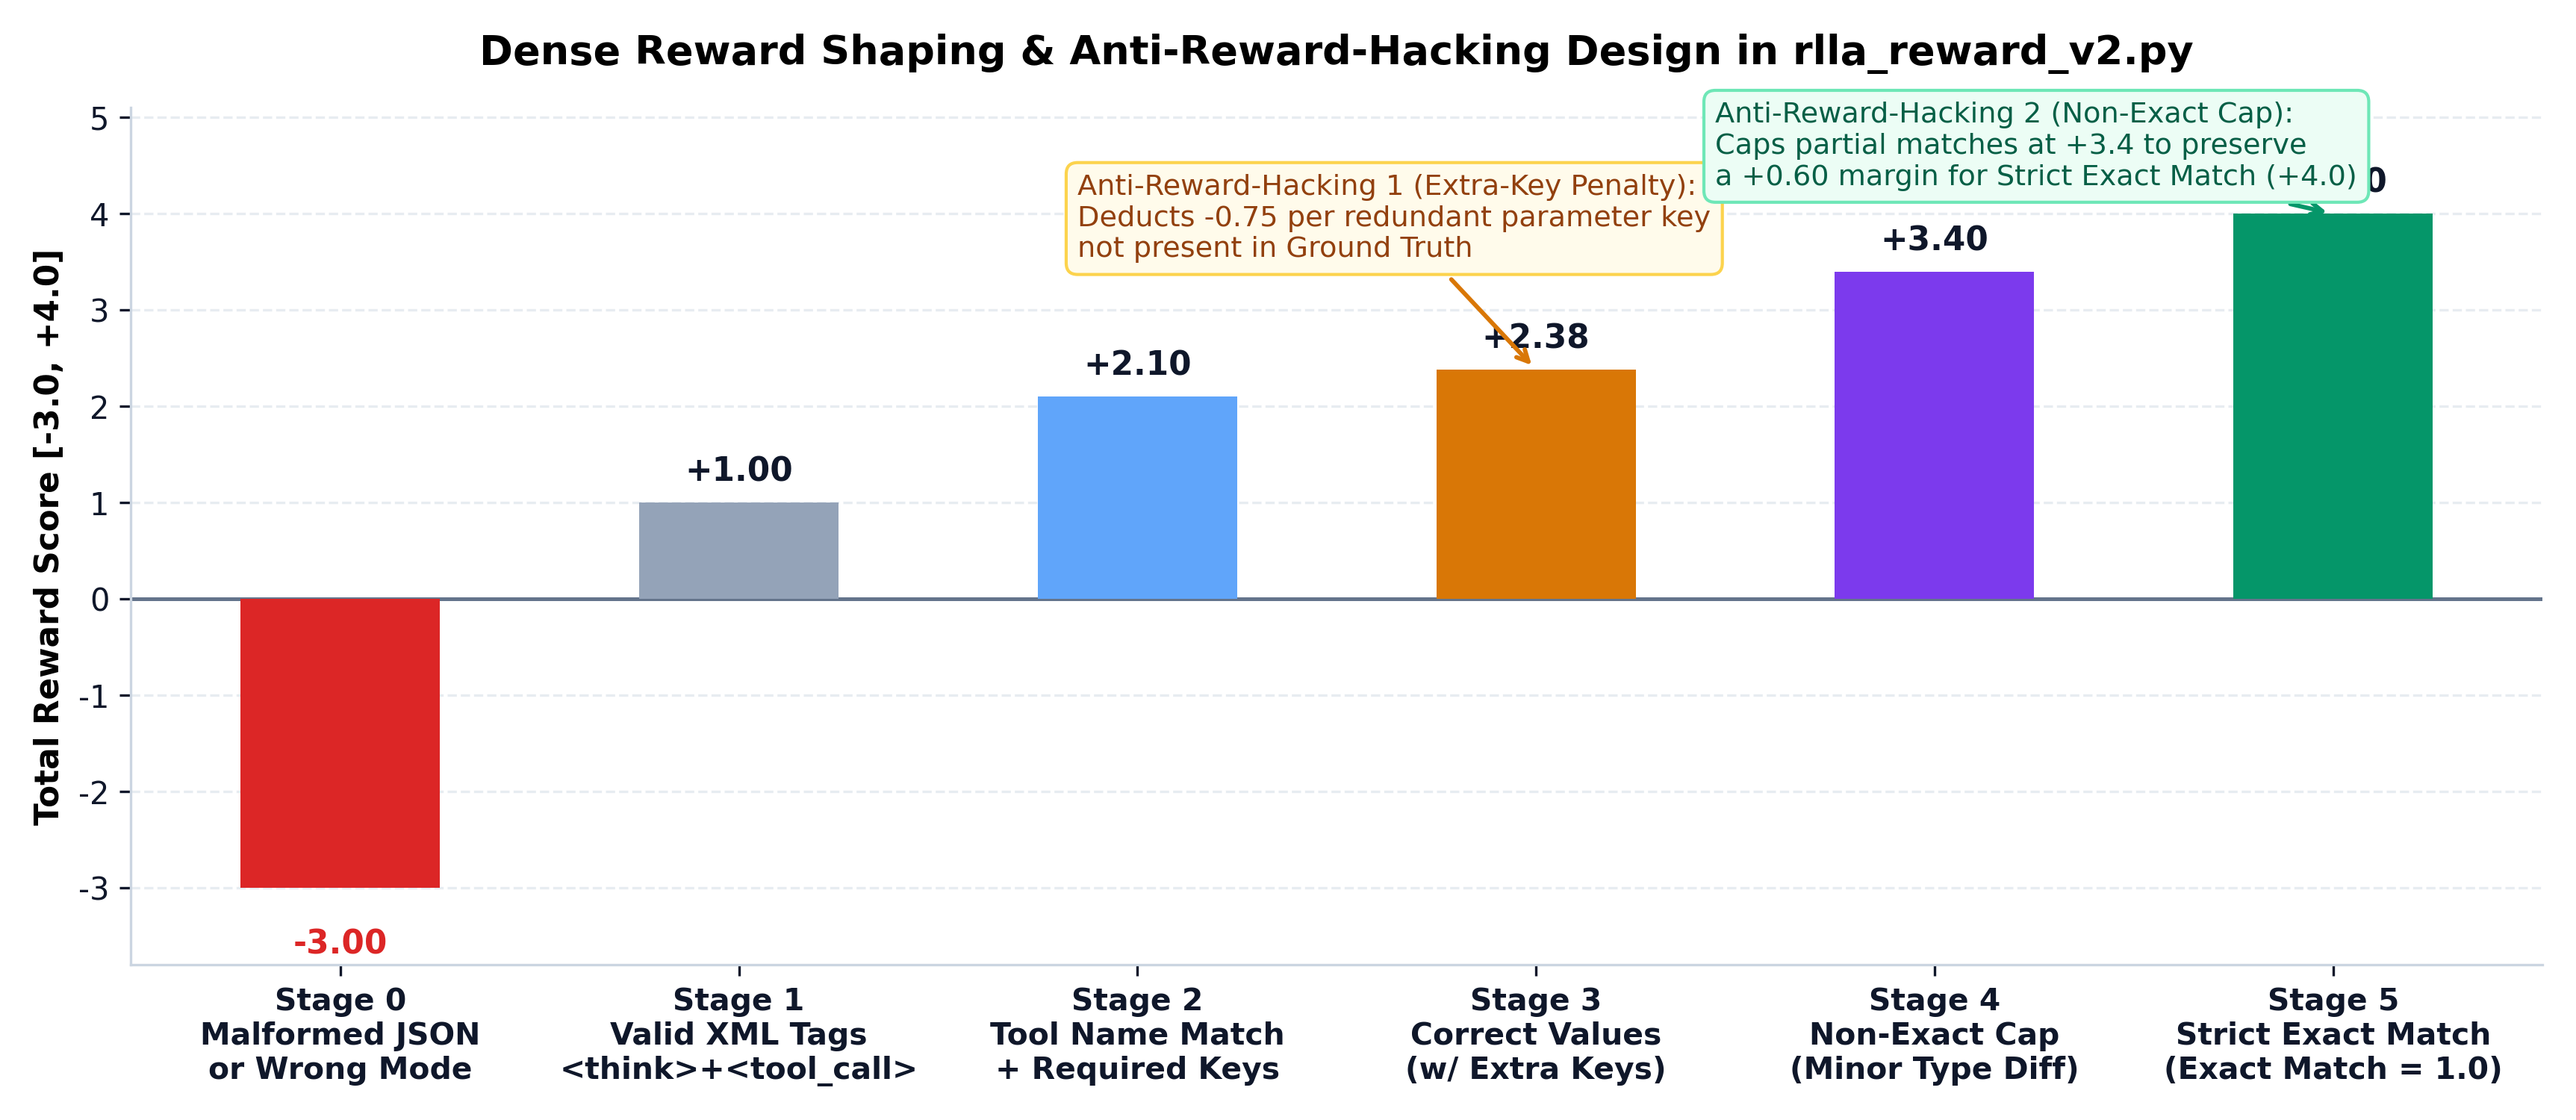 Dense Reward Shaping & Anti-Reward-Hacking Design in rlla_reward_v2.py
Total Reward Score [-3.0, +4.0]
5
4
3
2
1
0
-1
-2
-3
Anti-Reward-Hacking 1 (Extra-Key Penalty):
Deducts -0.75 per redundant parameter key
not present in Ground Truth
Anti-Reward-Hacking 2 (Non-Exact Cap):
Caps partial matches at +3.4 to preserve
a +0.60 margin for Strict Exact Match (+4.0)
-3.00
+1.00
+2.10
+2.38
+3.40
0
Stage 0
Malformed JSON
or Wrong Mode
Stage 1
Valid XML Tags
<think>+<tool_call>
Stage 2
Tool Name Match
+ Required Keys
Stage 3
Correct Values
(w/ Extra Keys)
Stage 4
Non-Exact Cap
(Minor Type Diff)
Stage 5
Strict Exact Match
(Exact Match = 1.0)